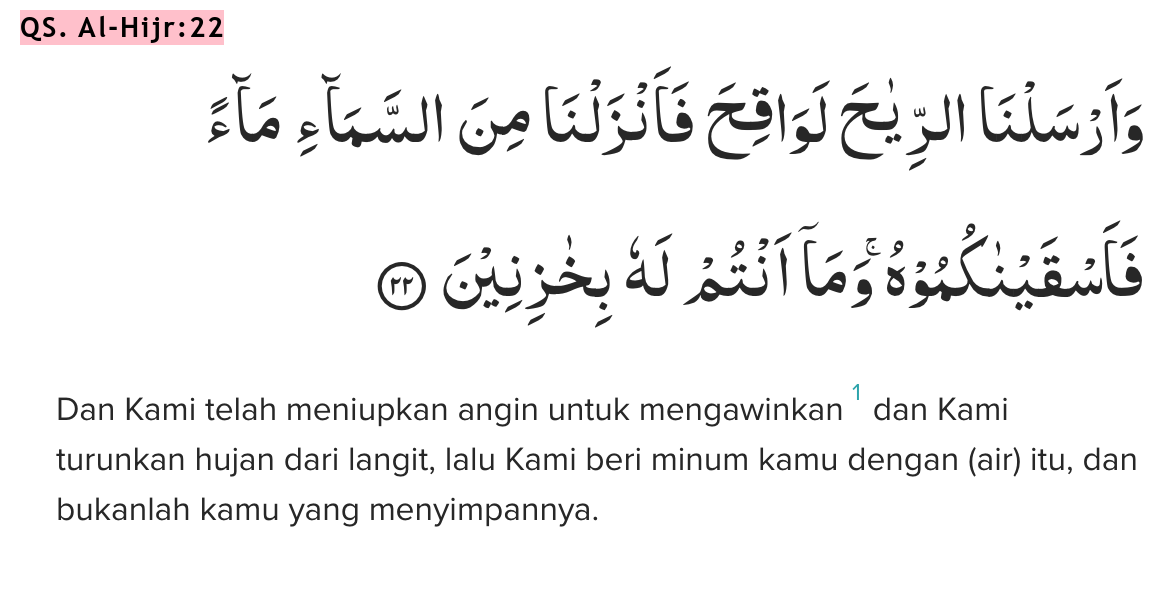 QS. Al-Hijr:22
وَاَرْسَلْنَا الرِّيٰحَ لَوَاقِحَ فَاَنْزَلْنَا مِنَ السَّمَاۤءِ مَاۤءً
فَاَسْقَيْنٰكُمُوْهُۚ وَمَآ اَنْتُمْ لَهٗ بِخٰزِنِيْنَ ٢٢
Dan Kami telah meniupkan angin untuk mengawinkan 1 dan Kami
turunkan hujan dari langit, lalu Kami beri minum kamu dengan (air) itu, dan
bukanlah kamu yang menyimpannya.